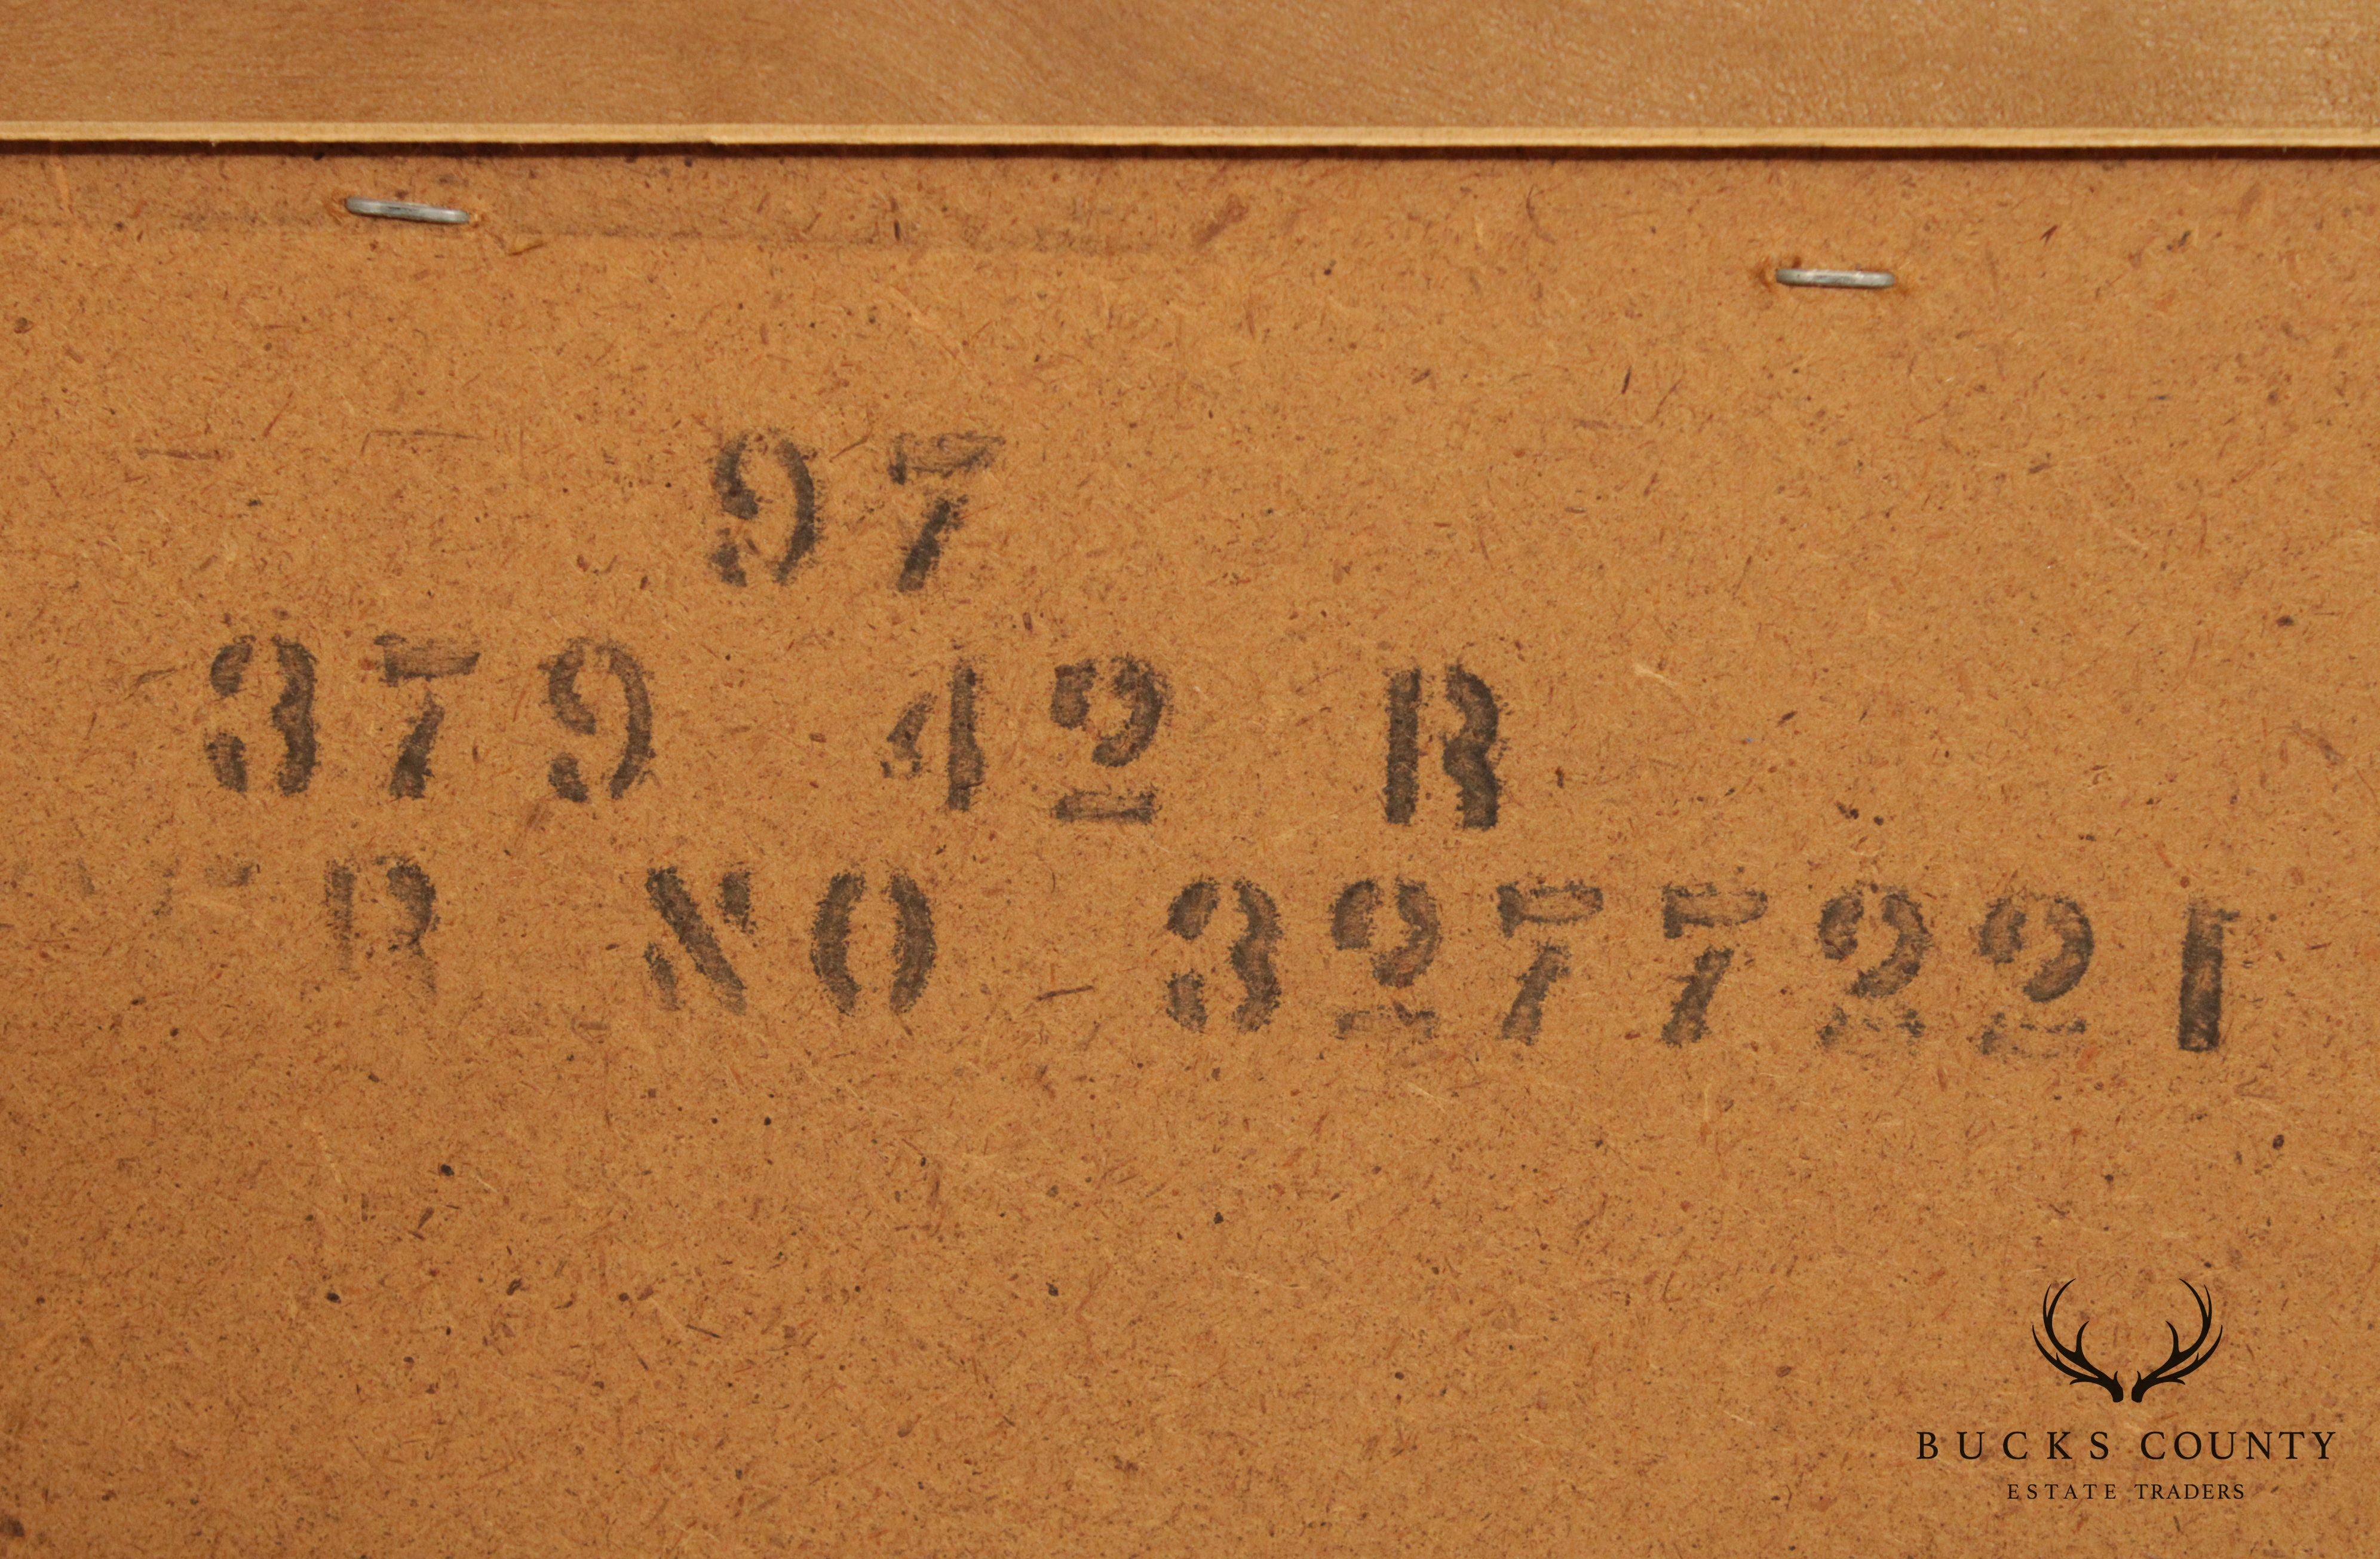 97
379 42 R
R NO 3277221
BUCKS COUNTY
ESTATE TRADERS